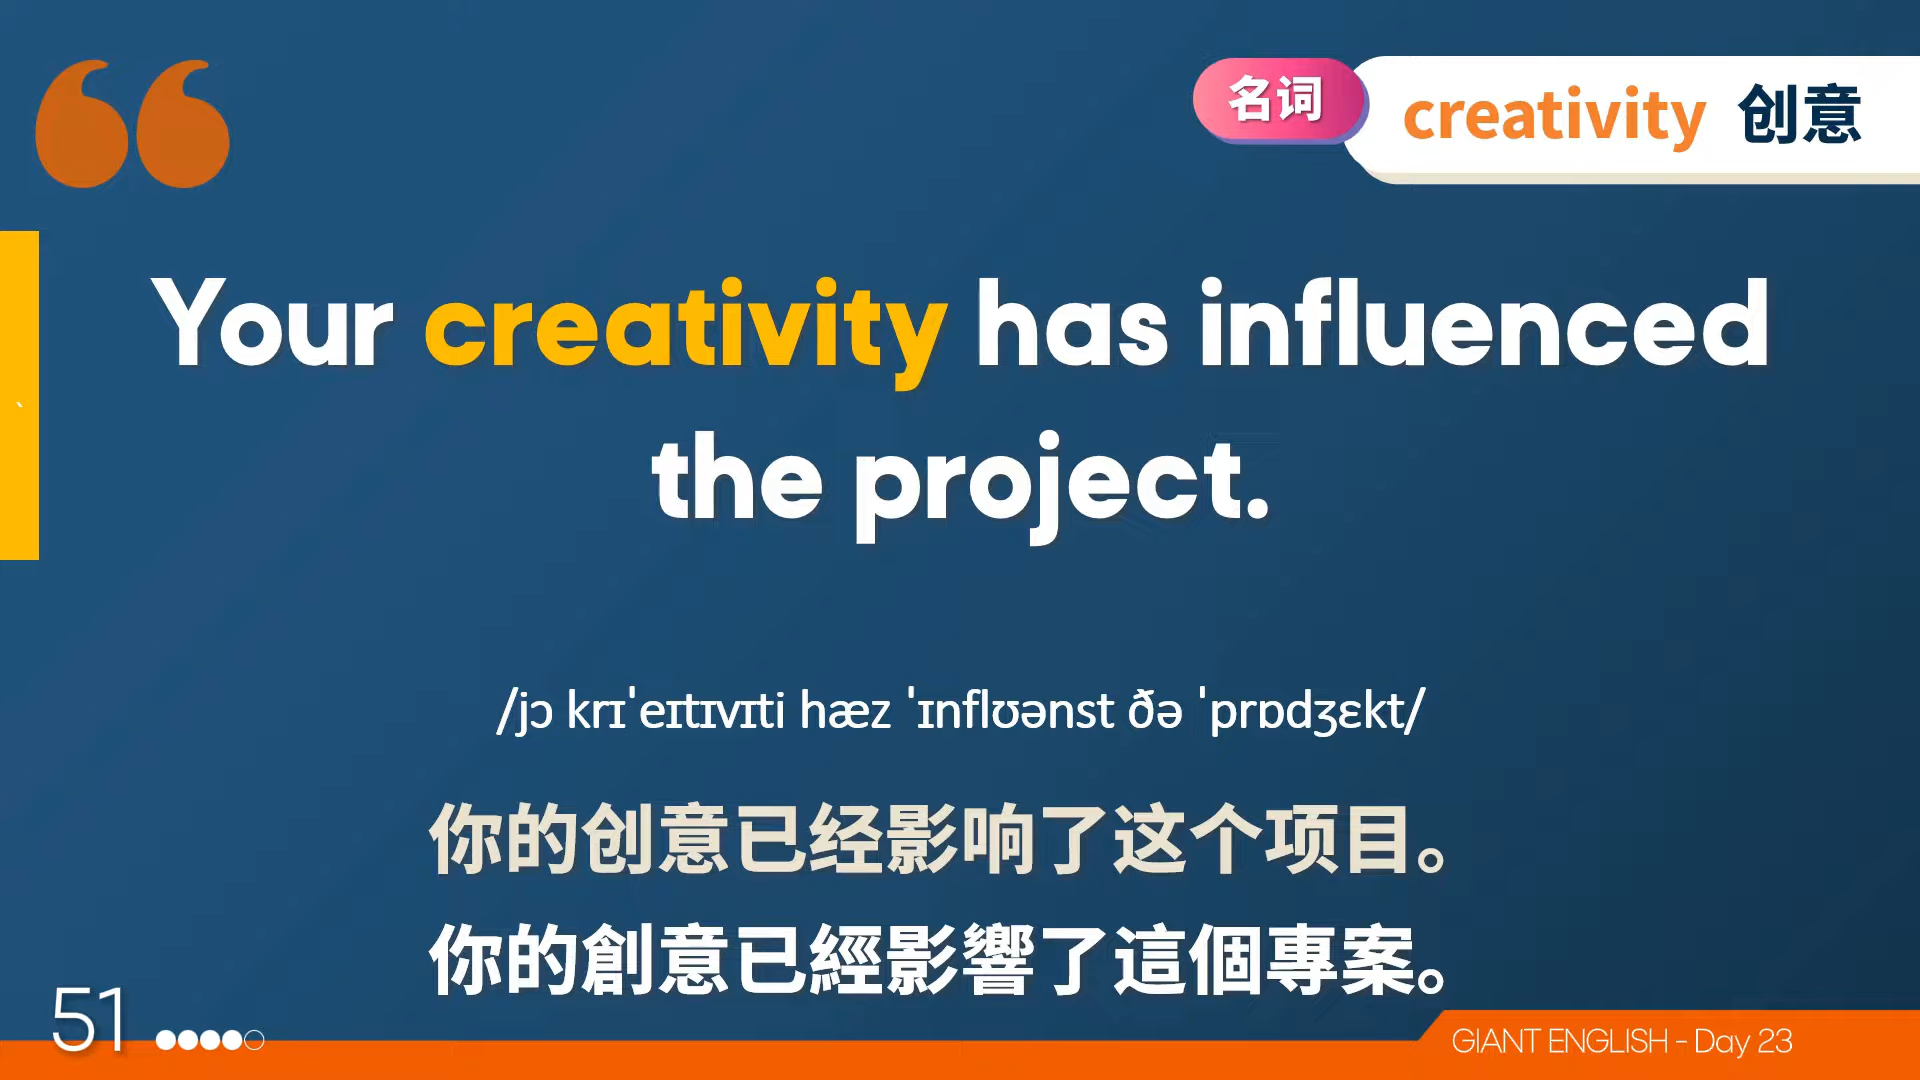 名词
creativity 创意
Your creativity has influenced
the project.
/jɔ krɪˈeɪtɪvɪti hæz ˈɪnflʊənst ðə ˈprɒdʒɛkt/
你的创意已经影响了这个项目。
你的創意已經影響了這個專案。
51
GIANT ENGLISH - Day 23